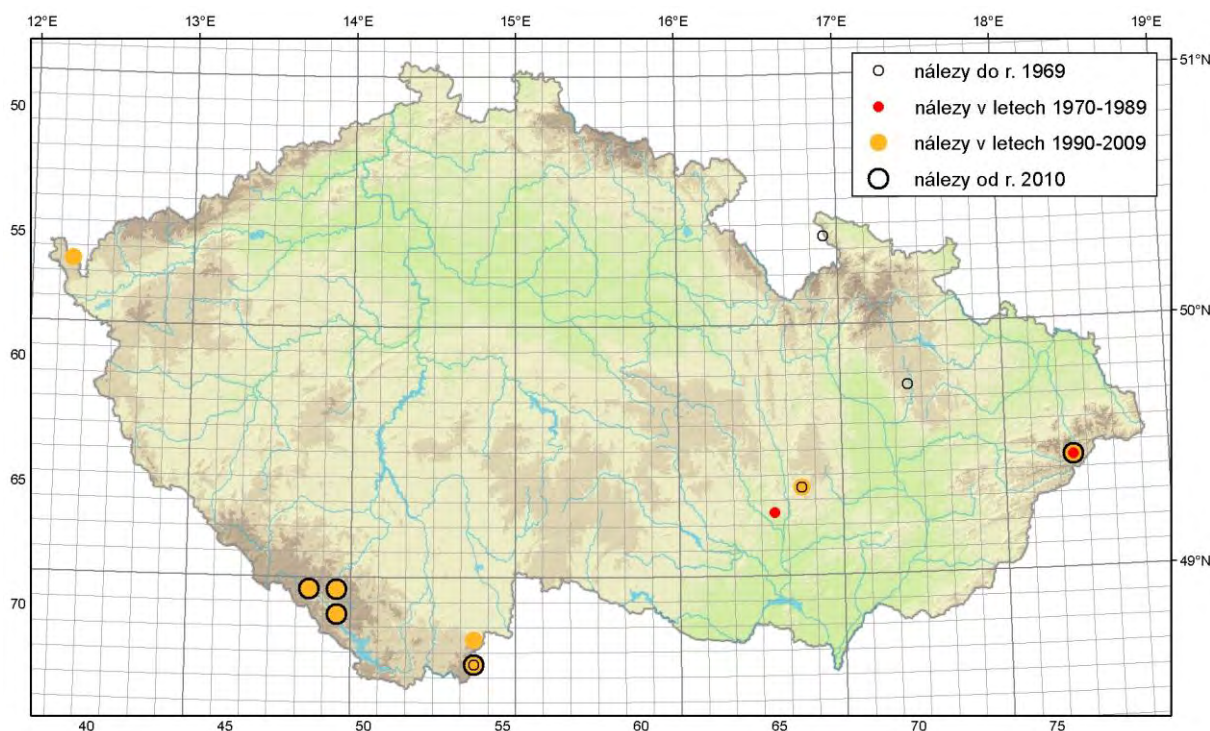 12°E 13°E 14°E 15°E 16°E 17°E 18°E 19°E
nálezy do r. 1969
nálezy v letech 1970-1989
nálezy v letech 1990-2009
nálezy od r. 2010
51°N
50
55
50°N
60
65
49°N
70
40 45 50 55 60 65 70 75